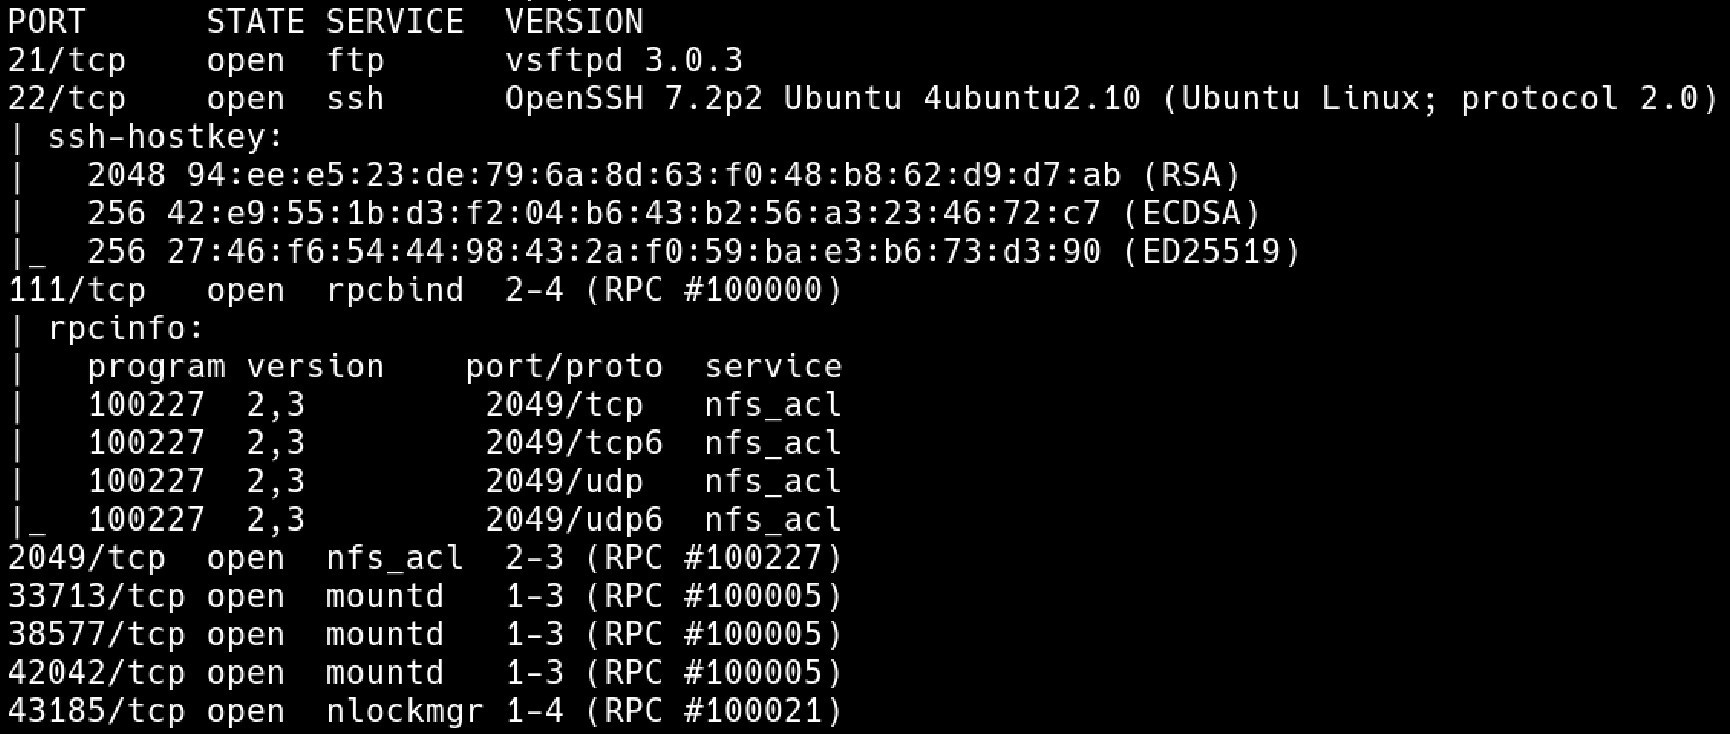 PORT      STATE SERVICE  VERSION
21/tcp    open  ftp      vsftpd 3.0.3
22/tcp    open  ssh      OpenSSH 7.2p2 Ubuntu 4ubuntu2.10 (Ubuntu Linux; protocol 2.0)
| ssh-hostkey:
|   2048 94:ee:e5:23:de:79:6a:8d:63:f0:48:b8:62:d9:d7:ab (RSA)
|   256 42:e9:55:1b:d3:f2:04:b6:43:b2:56:a3:23:46:72:c7 (ECDSA)
|_  256 27:46:f6:54:44:98:43:2a:f0:59:ba:e3:b6:73:d3:90 (ED25519)
111/tcp   open  rpcbind  2-4 (RPC #100000)
| rpcinfo:
|   program version    port/proto  service
|   100227  2,3         2049/tcp   nfs_acl
|   100227  2,3         2049/tcp6  nfs_acl
|   100227  2,3         2049/udp   nfs_acl
|_  100227  2,3         2049/udp6  nfs_acl
2049/tcp  open  nfs_acl  2-3 (RPC #100227)
33713/tcp open  mountd   1-3 (RPC #100005)
38577/tcp open  mountd   1-3 (RPC #100005)
42042/tcp open  mountd   1-3 (RPC #100005)
43185/tcp open  nlockmgr 1-4 (RPC #100021)